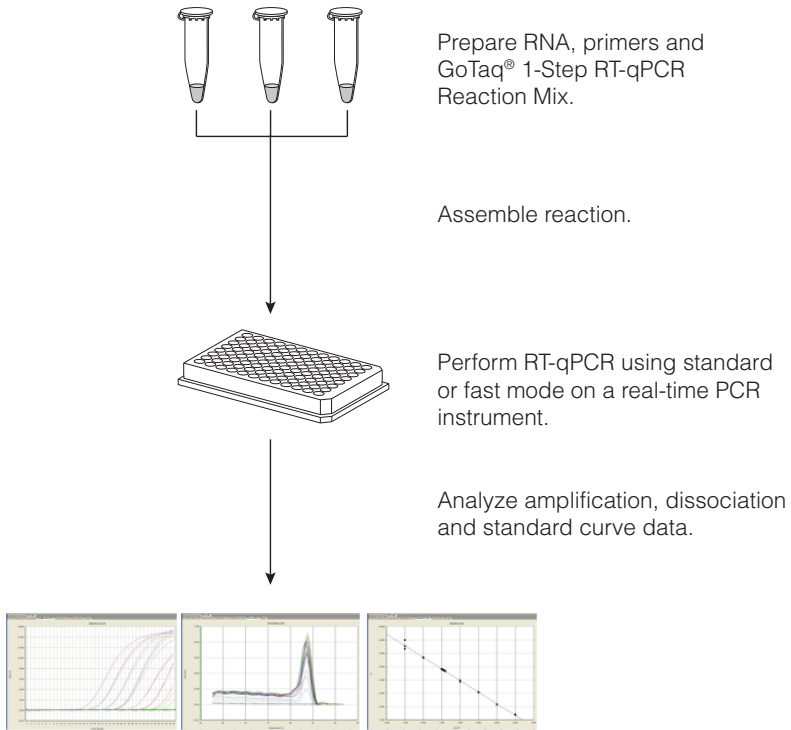 Prepare RNA, primers and
GoTaq® 1-Step RT-qPCR
Reaction Mix.
Assemble reaction.
Perform RT-qPCR using standard
or fast mode on a real-time PCR
instrument.
Analyze amplification, dissociation
and standard curve data.